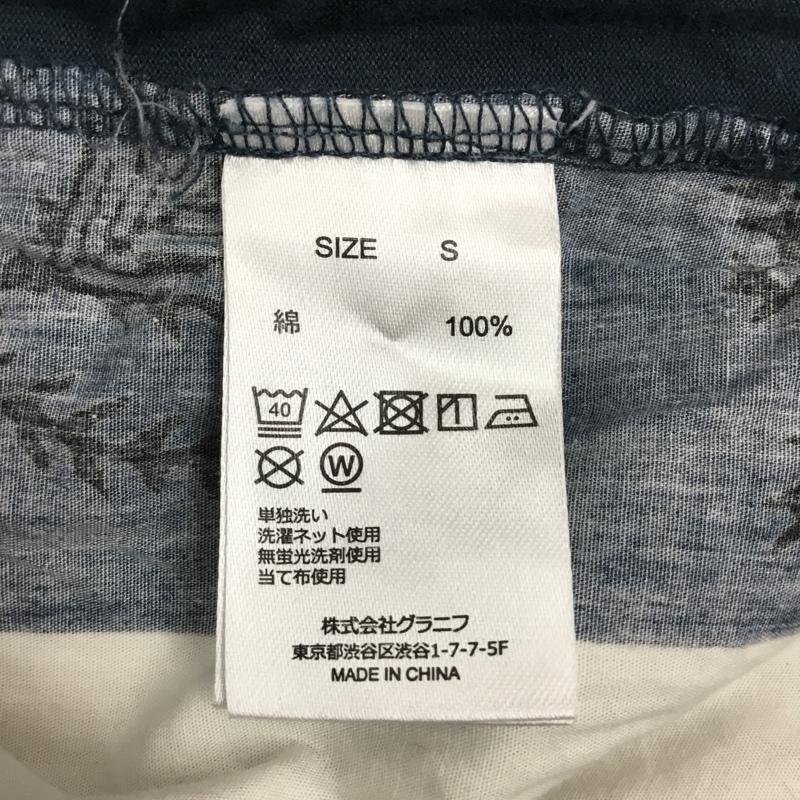 SIZE S
綿 100%
40
W
単独洗い
洗濯ネット使用
無蛍光洗剤使用
当て布使用
株式会社グラニフ
東京都渋谷区渋谷1-7-7-5F
MADE IN CHINA